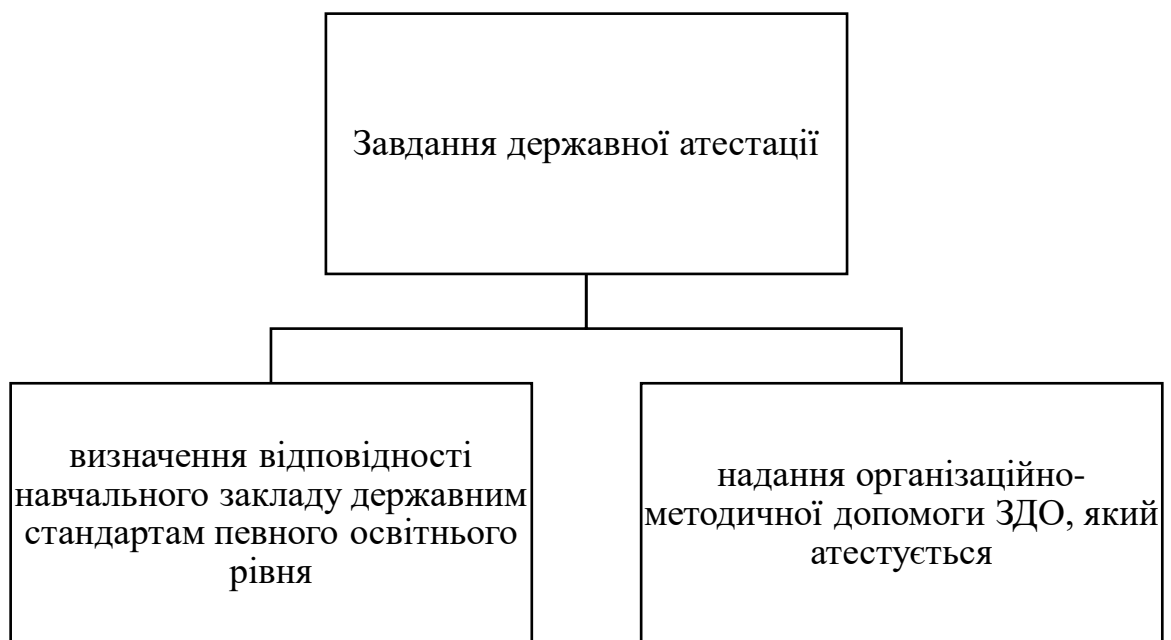 Завдання державної атестації
визначення відповідності
навчального закладу державним
стандартам певного освітнього
рівня
надання організаційно-
методичної допомоги ЗДО, який
атестується